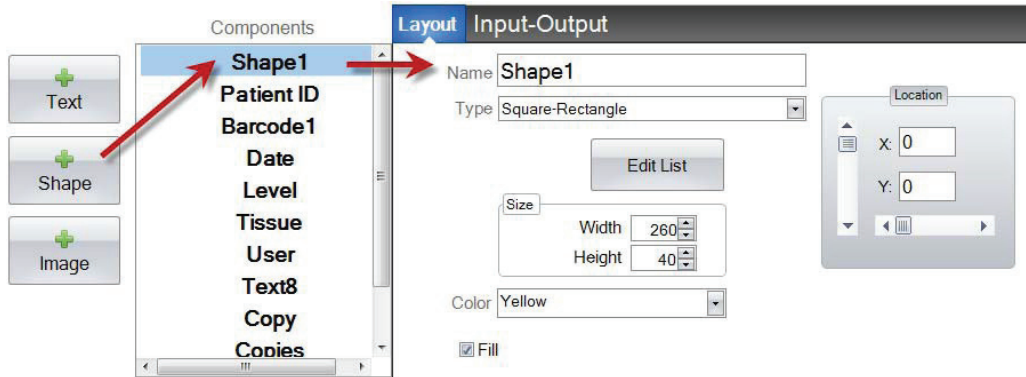 Components
Text
Shape
Image
Shape1
Patient ID
Barcode1
Date
Level
Tissue
User
Text8
Copy
Copies
Layout Input-Output
Name Shape1
Type Square-Rectangle
Edit List
Size
Width 260
Height 40
Color Yellow
Fill
Location
X: 0
Y: 0